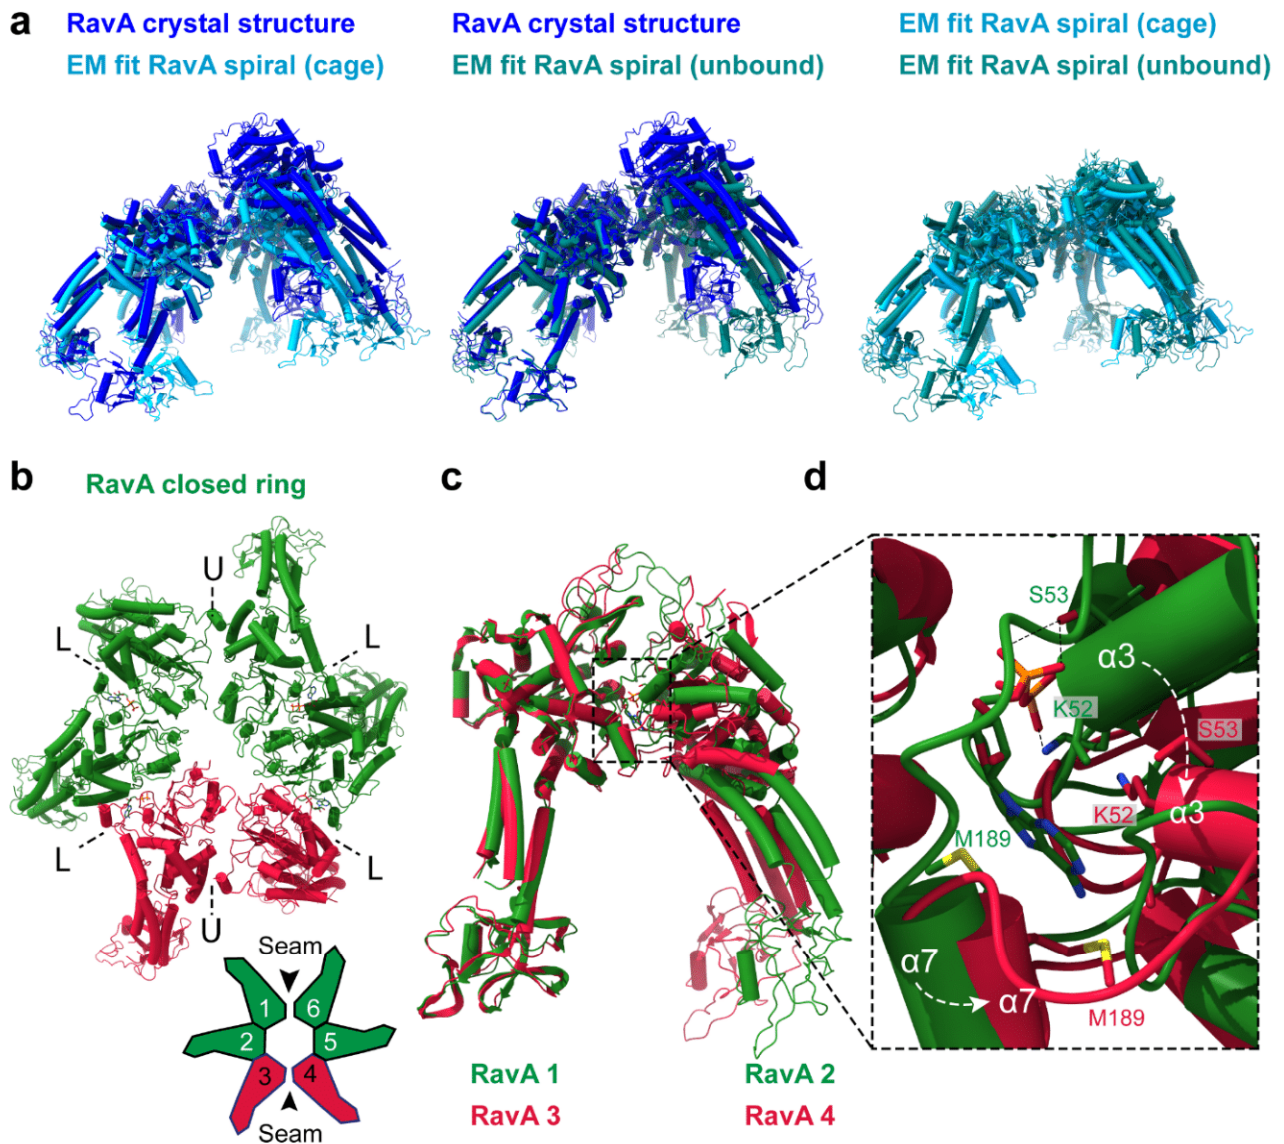 a
RavA crystal structure
EM fit RavA spiral (cage)
RavA crystal structure
EM fit RavA spiral (unbound)
EM fit RavA spiral (cage)
EM fit RavA spiral (unbound)
b
RavA closed ring
U
L
L
L
L
U
Seam
1
6
2
5
3
4
Seam
c
RavA 1
RavA 2
RavA 3
RavA 4
d
S53
α3
K52
S53
K52
α3
M189
α7
α7
M189